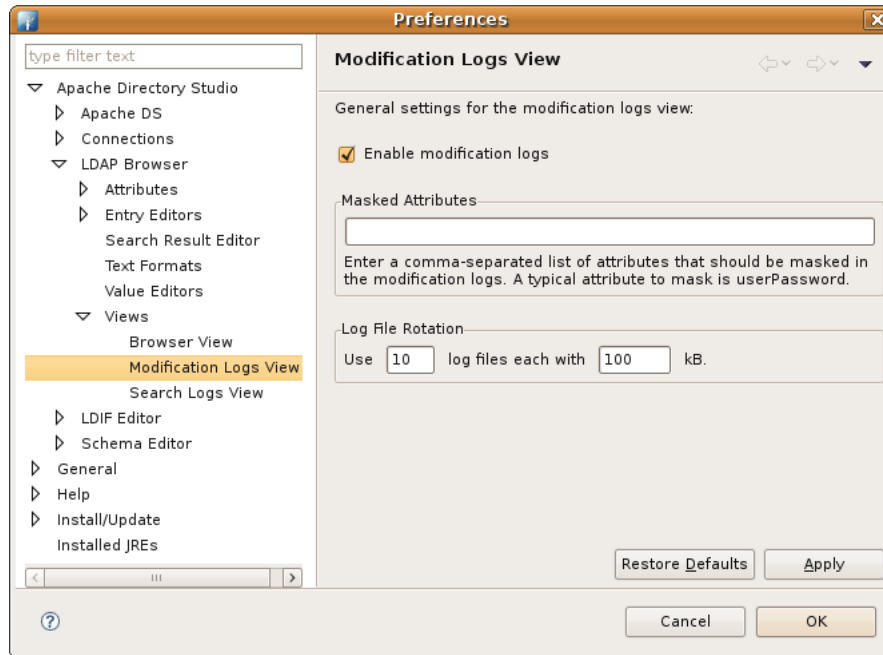 Preferences
type filter text
Apache Directory Studio
Apache DS
Connections
LDAP Browser
Attributes
Entry Editors
Search Result Editor
Text Formats
Value Editors
Views
Browser View
Modification Logs View
Search Logs View
LDIF Editor
Schema Editor
General
Help
Install/Update
Installed JREs
Modification Logs View
General settings for the modification logs view:
Enable modification logs
Masked Attributes
Enter a comma-separated list of attributes that should be masked in
the modification logs. A typical attribute to mask is userPassword.
Log File Rotation
Use 10 log files each with 100 kB.
Restore Defaults Apply
? Cancel OK